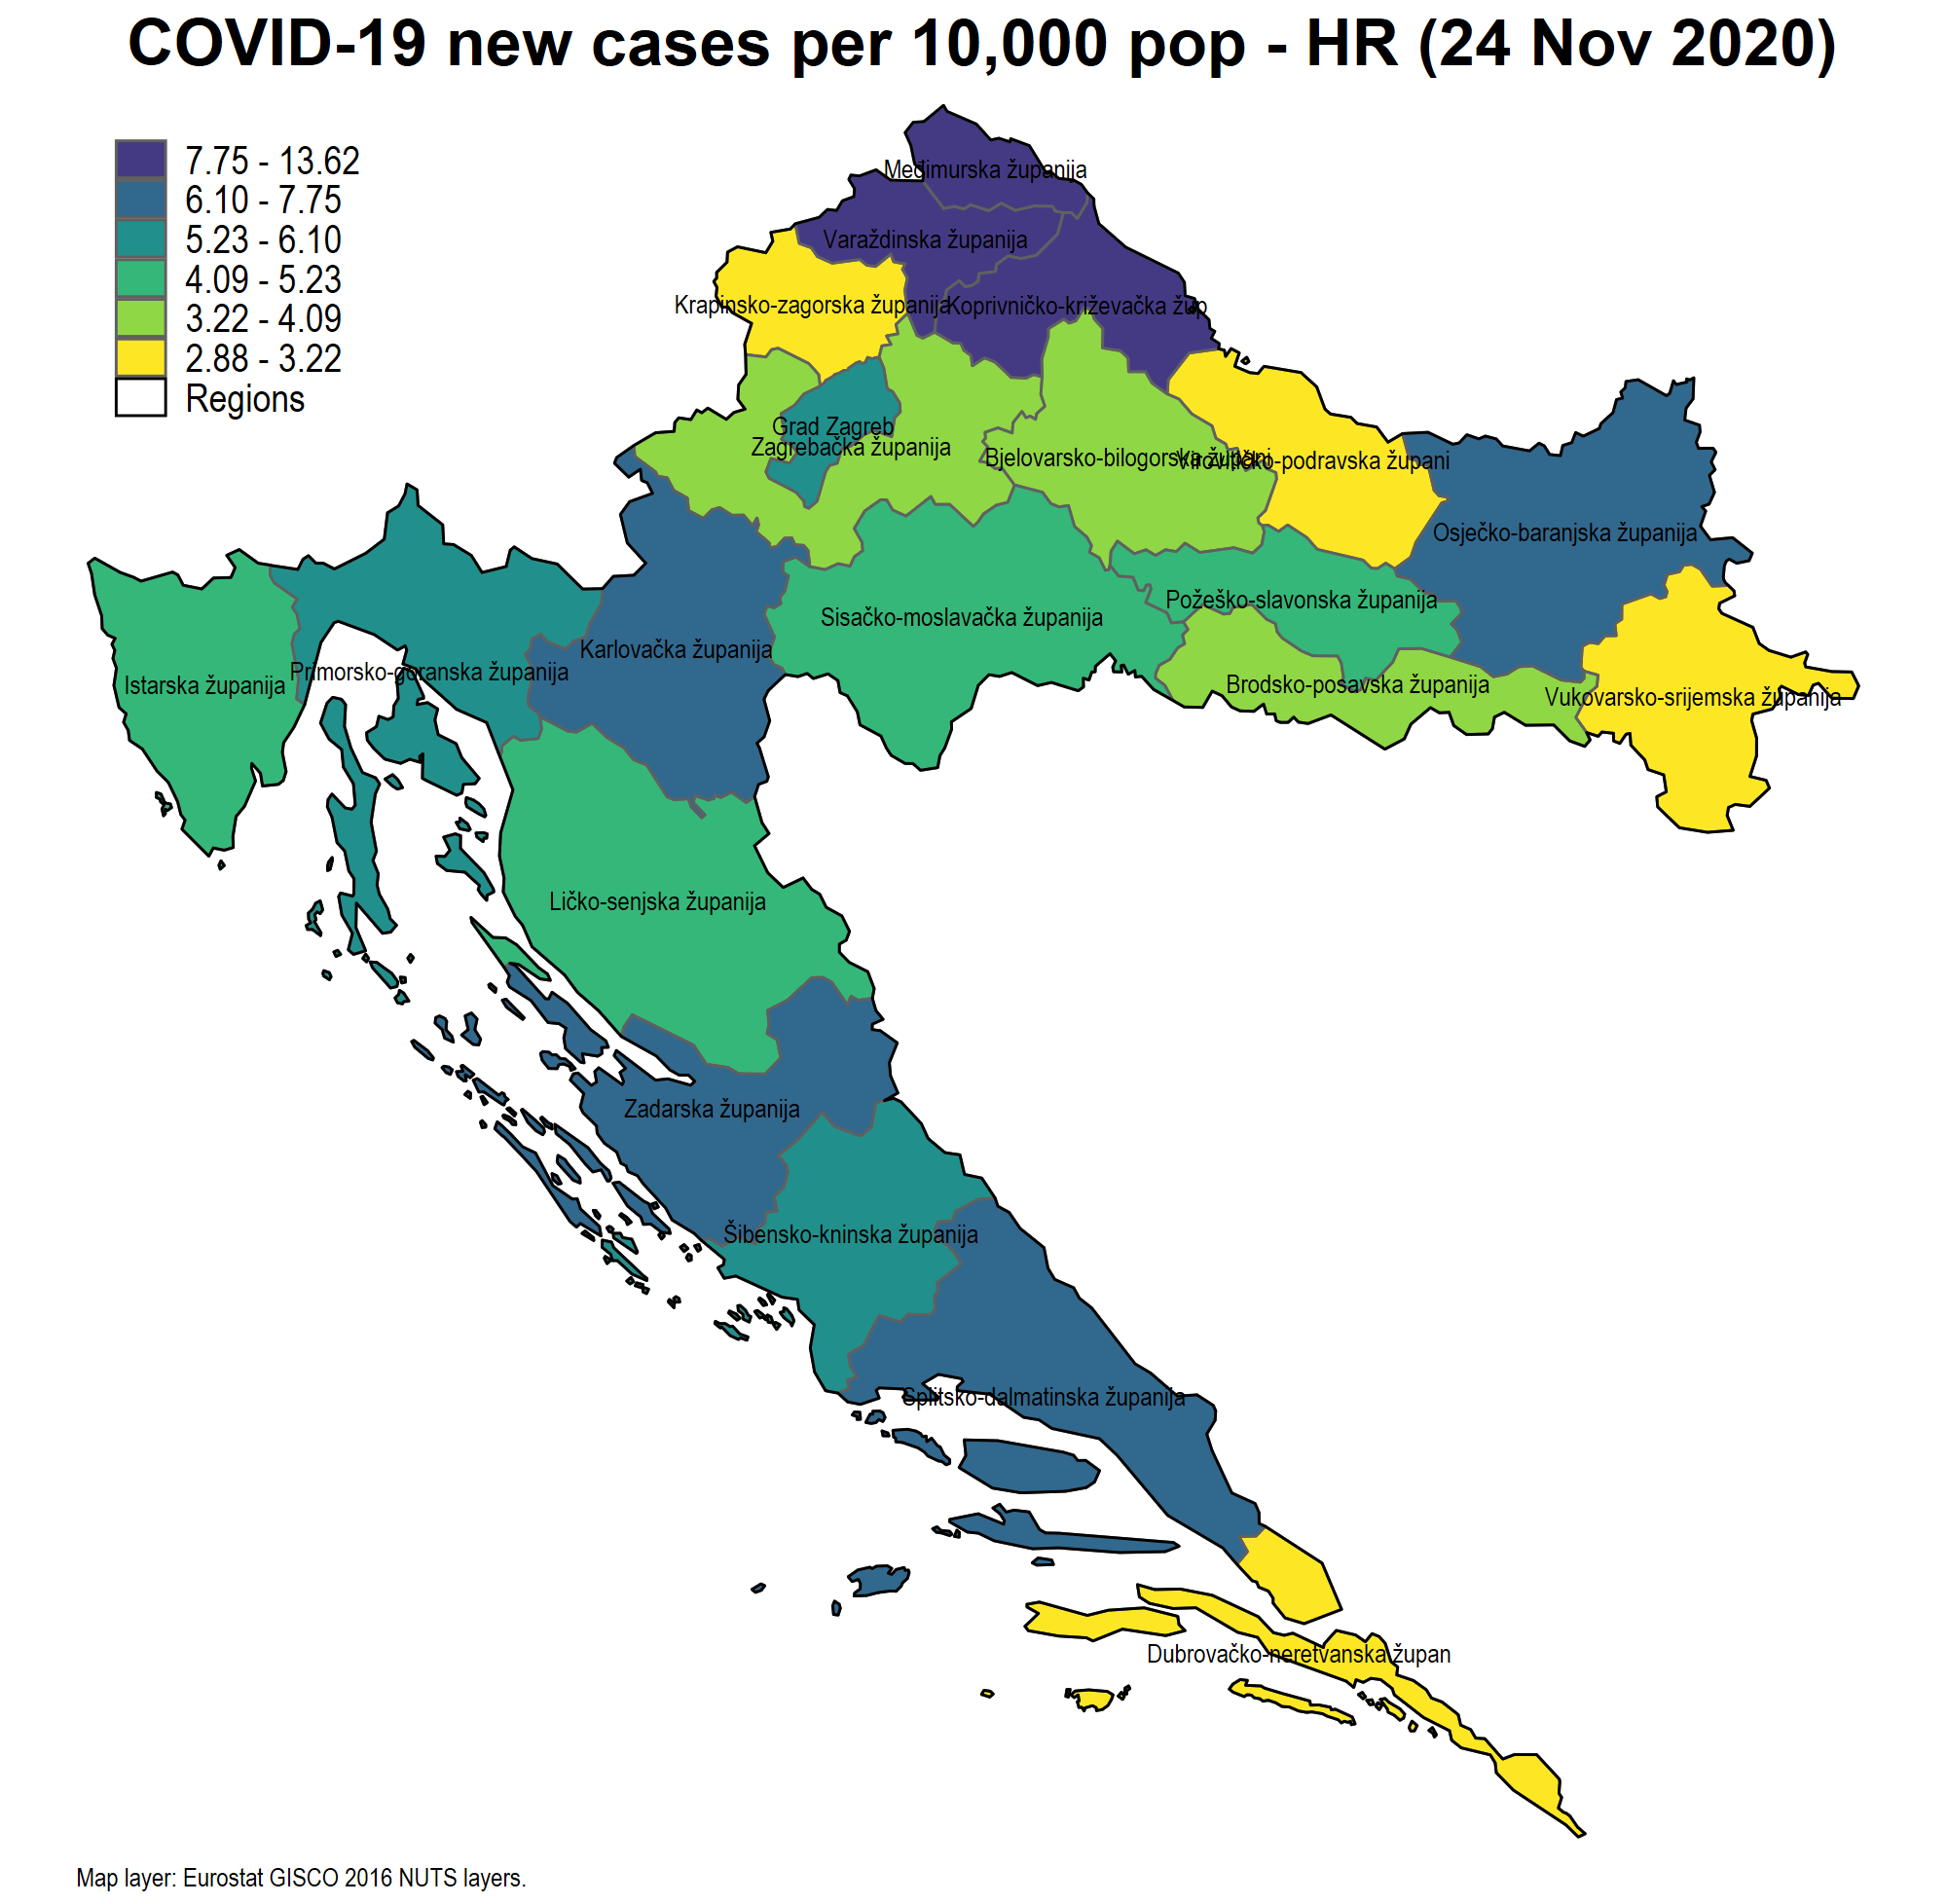 COVID-19 new cases per 10,000 pop - HR (24 Nov 2020)
7.75 - 13.62
6.10 - 7.75
5.23 - 6.10
4.09 - 5.23
3.22 - 4.09
2.88 - 3.22
Regions
Međimurska županija
Varaždinska županija
Krapinsko-zagorska županija
Koprivničko-križevačka žup
Grad Zagreb
Zagrebačka županija
Bjelovarsko-bilogorska župani
Virovitičko-podravska župani
Osječko-baranjska županija
Požeško-slavonska županija
Sisačko-moslavačka županija
Karlovačka županija
Primorsko-goranska županija
Istarska županija
Brodsko-posavska županija
Vukovarsko-srijemska županija
Ličko-senjska županija
Zadarska županija
Šibensko-kninska županija
Splitsko-dalmatinska županija
Dubrovačko-neretvanska župan
Map layer: Eurostat GISCO 2016 NUTS layers.